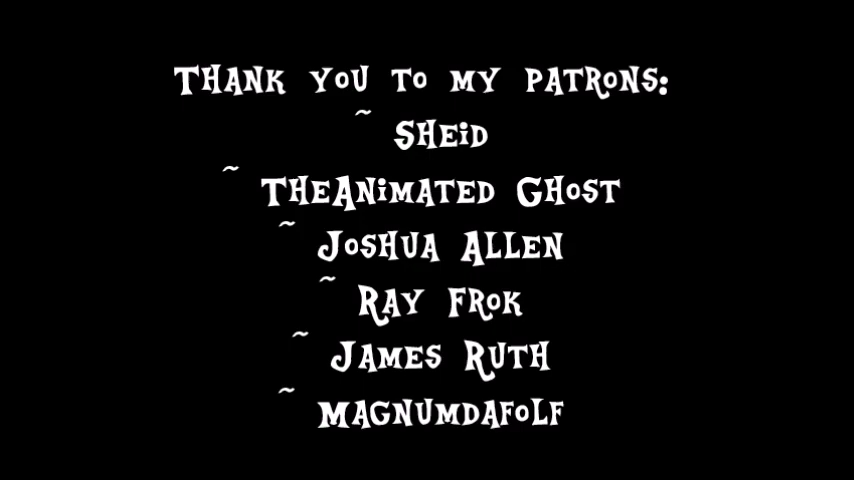 Thank you to my patrons:
~ Sheid
~ TheAnimated Ghost
~ Joshua Allen
~ Ray Frok
~ James Ruth
~ Magnumdafolf